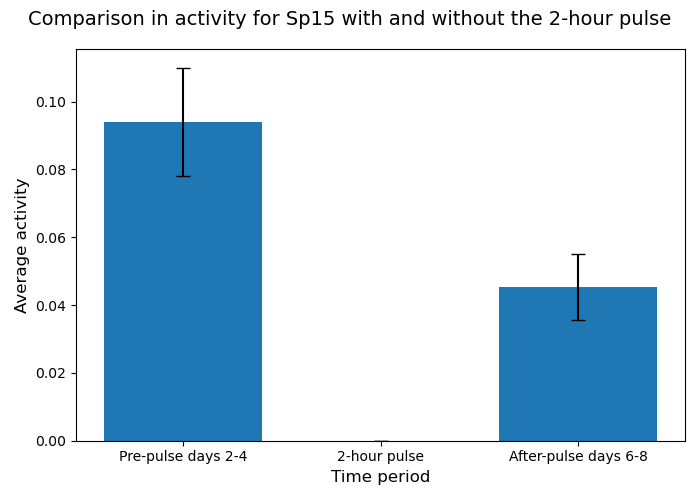 Comparison in activity for Sp15 with and without the 2-hour pulse
Average activity
0.10
0.08
0.06
0.04
0.02
0.00
Pre-pulse days 2-4
2-hour pulse
After-pulse days 6-8
Time period